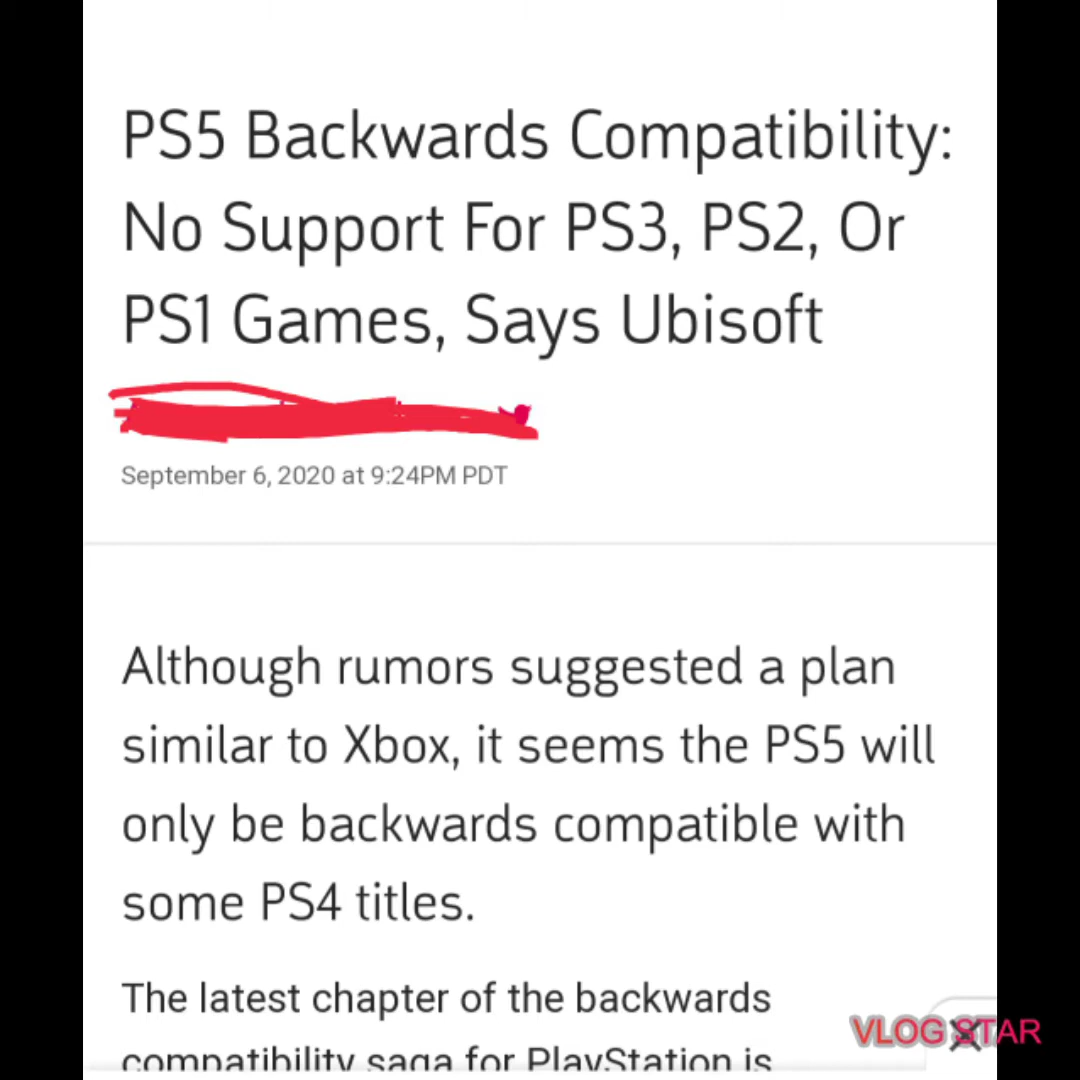 PS5 Backwards Compatibility:
No Support For PS3, PS2, Or
PS1 Games, Says Ubisoft
September 6, 2020 at 9:24PM PDT
Although rumors suggested a plan
similar to Xbox, it seems the PS5 will
only be backwards compatible with
some PS4 titles.
The latest chapter of the backwards
compatibility saga for PlayStation is
VLOG STAR